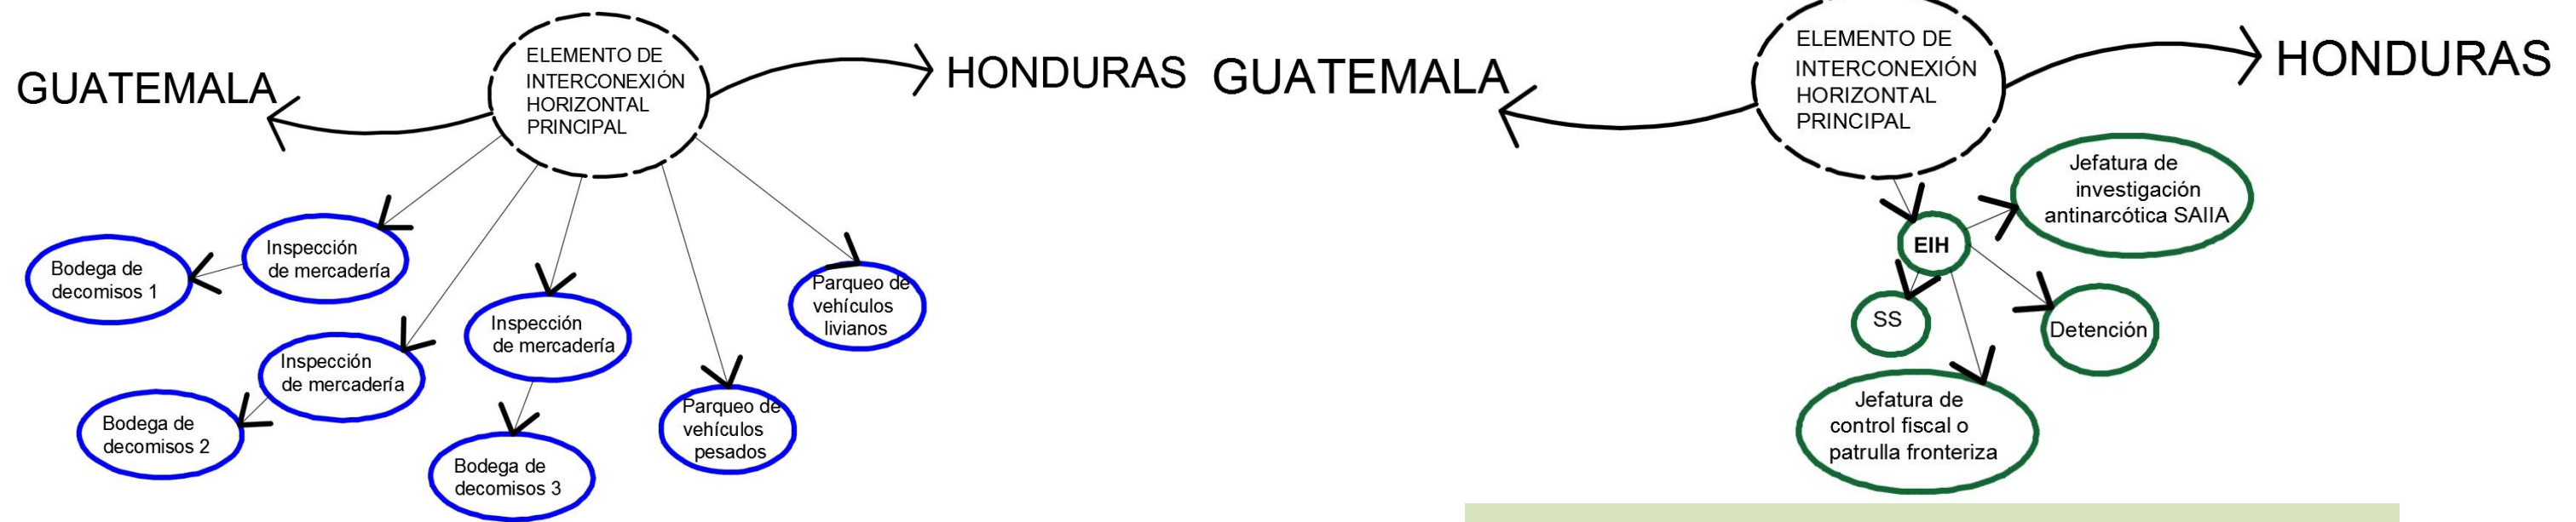 GUATEMALA
ELEMENTO DE
INTERCONEXIÓN
HORIZONTAL
PRINCIPAL
HONDURAS
Inspección
de mercadería
Bodega de
decomisos 1
Inspección
de mercadería
Bodega de
decomisos 2
Inspección
de mercadería
Bodega de
decomisos 3
Parqueo de
vehículos
pesados
Parqueo de
vehículos
livianos
GUATEMALA
ELEMENTO DE
INTERCONEXIÓN
HORIZONTAL
PRINCIPAL
HONDURAS
EIH
Jefatura de
investigación
antinarcótica SAIIA
SS
Detención
Jefatura de
control fiscal o
patrulla fronteriza